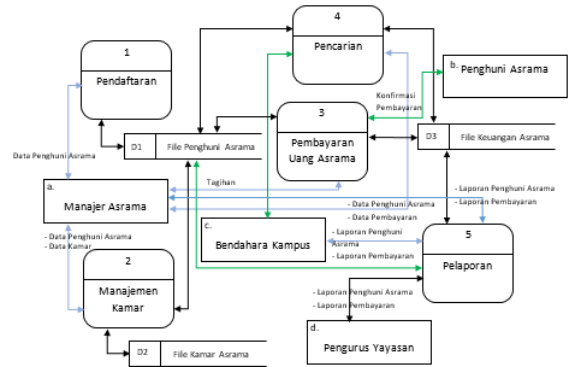 4
Pencarian
1
Pendaftaran
b.
Penghuni Asrama
Konfirmasi
Pembayaran
3
Pembayaran
Uang Asrama
D1
File Penghuni Asrama
D3
File Keuangan Asrama
Data Penghuni Asrama
a.
Manajer Asrama
Tagihan
- Data Penghuni Asrama
- Data Pembayaran
- Laporan Penghuni Asrama
- Laporan Pembayaran
c.
Bendahara Kampus
- Laporan Penghuni
Asrama
- Laporan Pembayaran
5
Pelaporan
- Data Penghuni Asrama
- Data Kamar
2
Manajemen
Kamar
- Laporan Penghuni Asrama
- Laporan Pembayaran
d.
Pengurus Yayasan
D2
File Kamar Asrama